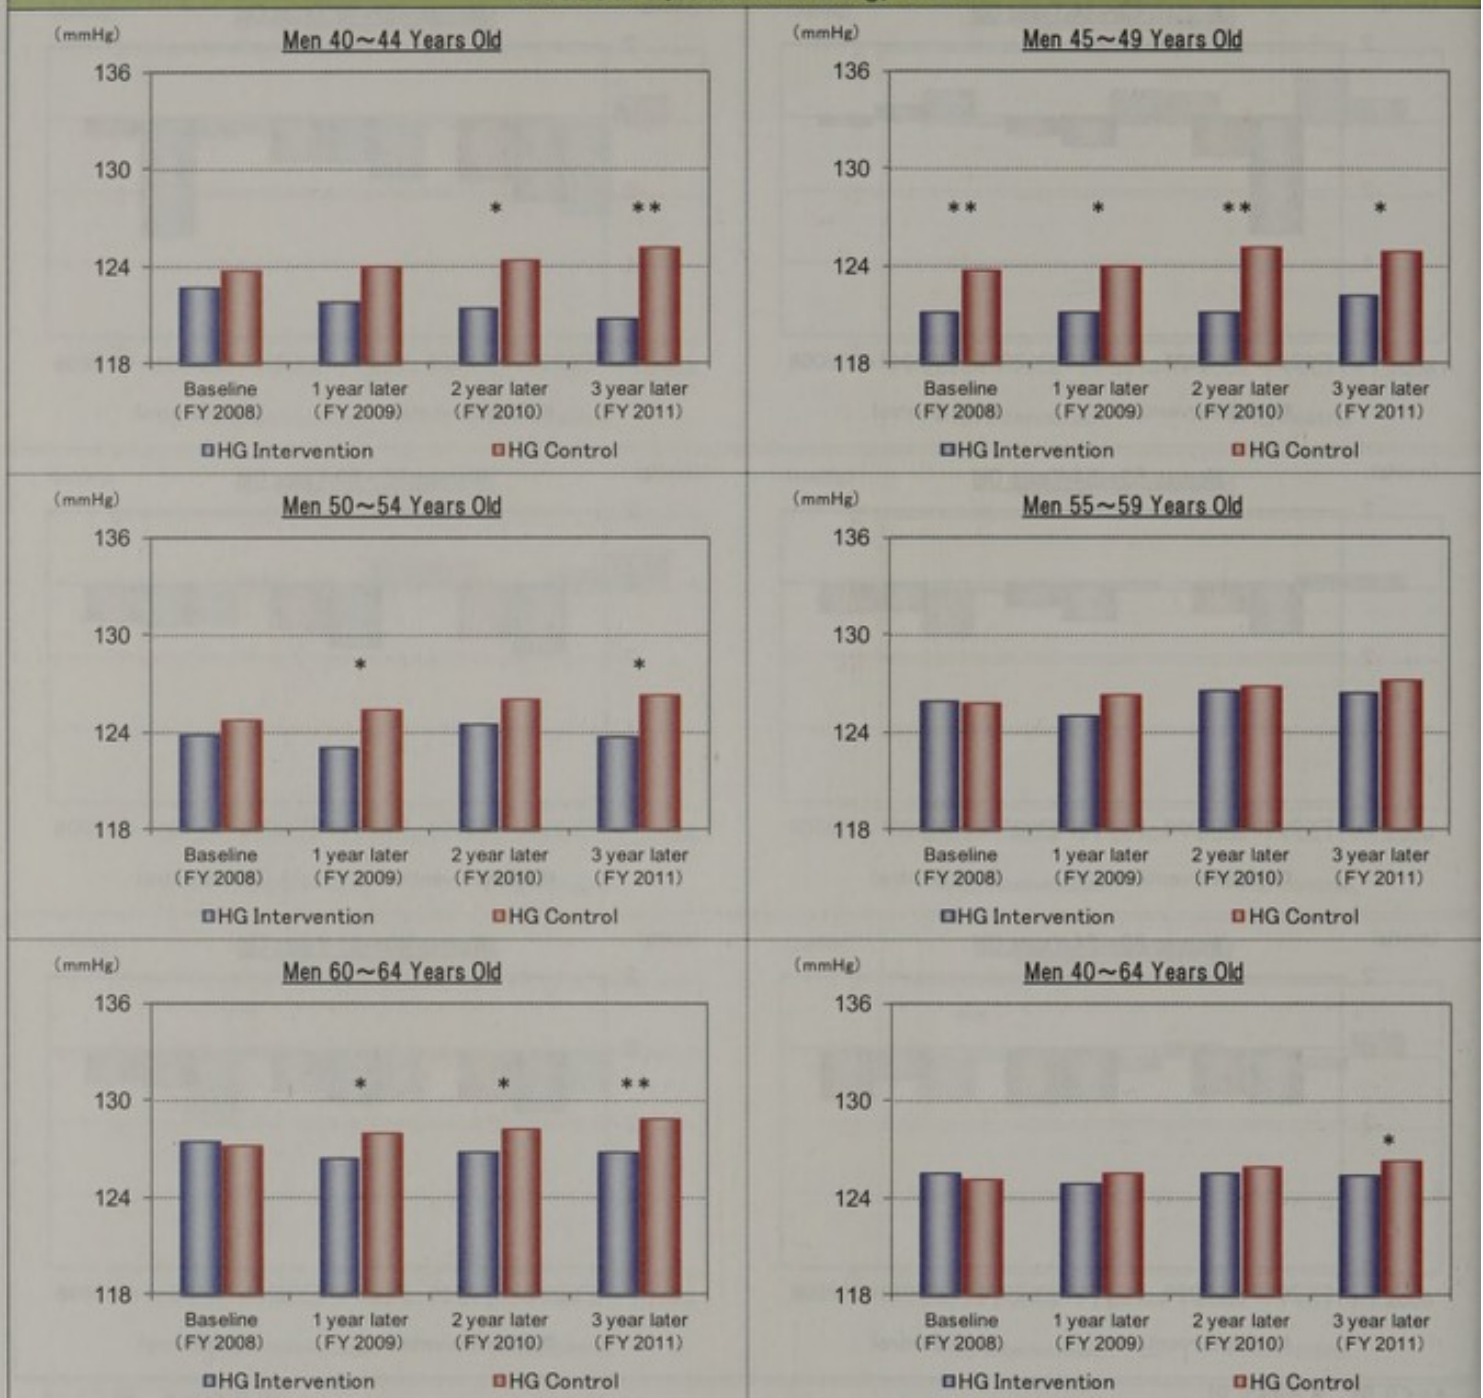 (mmHg)
Men 40～44 Years Old
136
130
* **
124
118
Baseline 1 year later 2 year later 3 year later
(FY 2008) (FY 2009) (FY 2010) (FY 2011)
HG Intervention HG Control
(mmHg)
Men 45～49 Years Old
136
130
** * ** *
124
118
Baseline 1 year later 2 year later 3 year later
(FY 2008) (FY 2009) (FY 2010) (FY 2011)
HG Intervention HG Control
(mmHg)
Men 50～54 Years Old
136
130
* *
124
118
Baseline 1 year later 2 year later 3 year later
(FY 2008) (FY 2009) (FY 2010) (FY 2011)
HG Intervention HG Control
(mmHg)
Men 55～59 Years Old
136
130
124
118
Baseline 1 year later 2 year later 3 year later
(FY 2008) (FY 2009) (FY 2010) (FY 2011)
HG Intervention HG Control
(mmHg)
Men 60～64 Years Old
136
* * **
130
124
118
Baseline 1 year later 2 year later 3 year later
(FY 2008) (FY 2009) (FY 2010) (FY 2011)
HG Intervention HG Control
(mmHg)
Men 40～64 Years Old
136
130
*
124
118
Baseline 1 year later 2 year later 3 year later
(FY 2008) (FY 2009) (FY 2010) (FY 2011)
HG Intervention HG Control